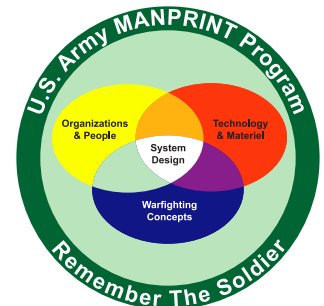 U.S. Army MANPRINT Program
Organizations
& People
Technology
& Materiel
System
Design
Warfighting
Concepts
Remember The Soldier